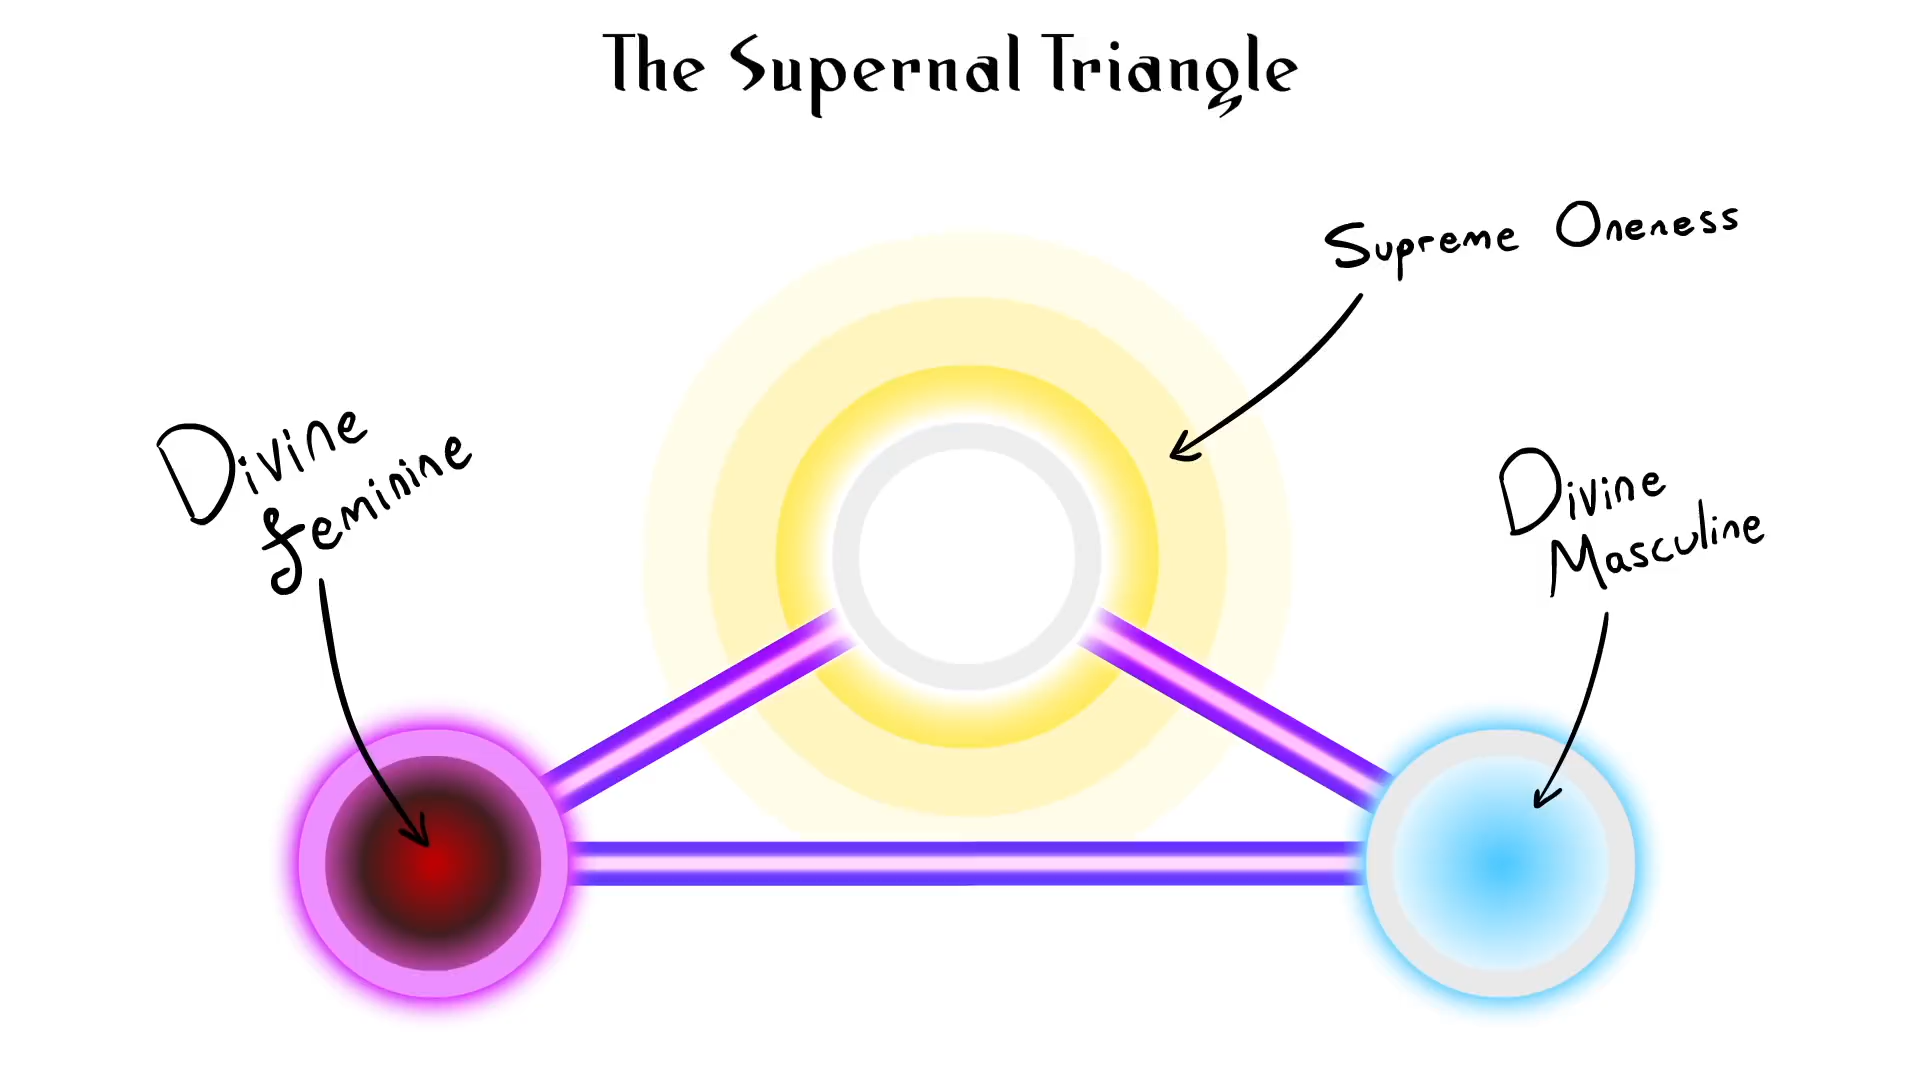 The Supernal Triangle
Supreme Oneness
Divine
feminine
Divine
Masculine